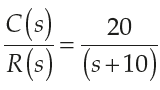 C(s)/R(s) = 20/(s+10)